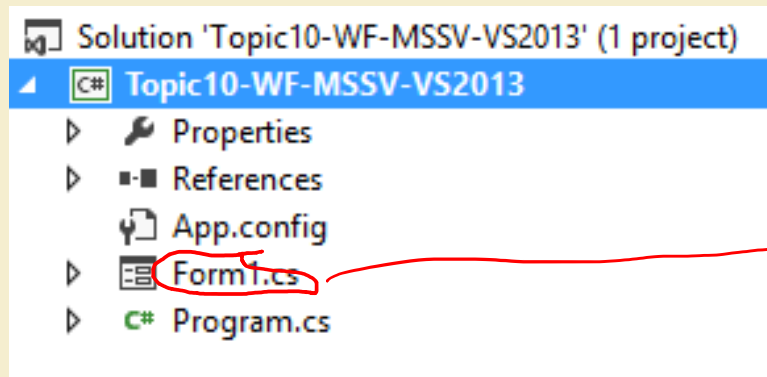 Solution 'Topic10-WF-MSSV-VS2013' (1 project)
C# Topic10-WF-MSSV-VS2013
Properties
References
App.config
Form1.cs
C# Program.cs